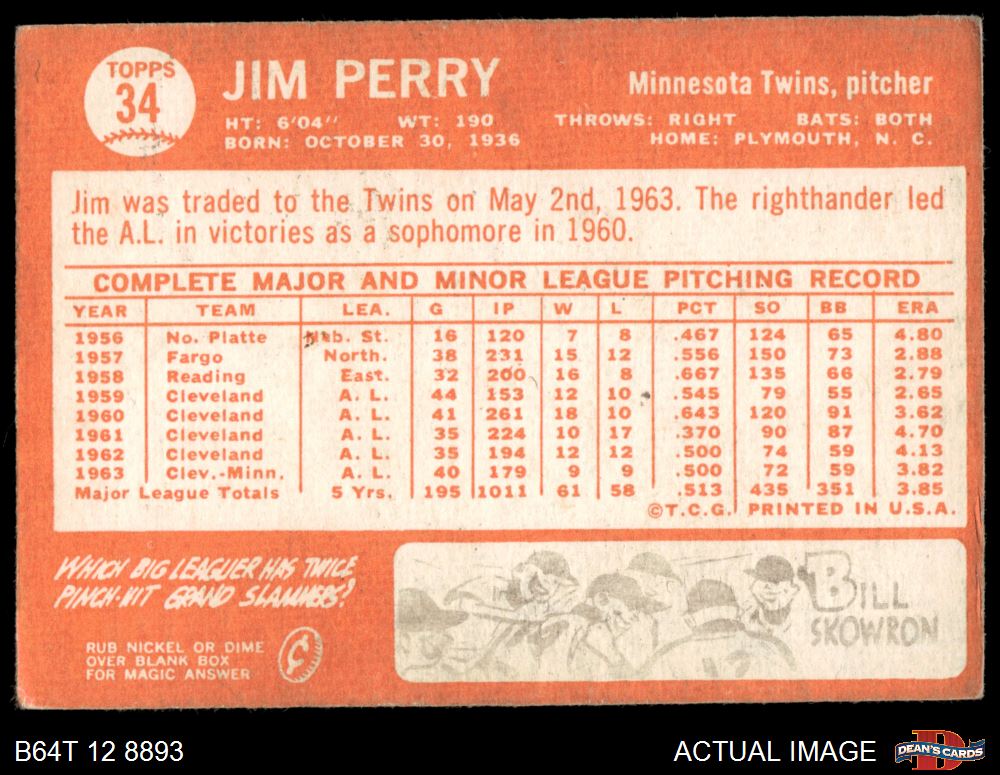 TOPPS
34
JIM PERRY
Minnesota Twins, pitcher
HT: 6'04" WT: 190 THROWS: RIGHT BATS: BOTH
BORN: OCTOBER 30, 1936 HOME: PLYMOUTH, N. C.
Jim was traded to the Twins on May 2nd, 1963. The righthander led
the A.L. in victories as a sophomore in 1960.
COMPLETE MAJOR AND MINOR LEAGUE PITCHING RECORD
YEAR TEAM LEA. G IP W L PCT SO BB ERA
1956 No. Platte Neb. St. 16 120 7 8 .467 124 65 4.80
1957 Fargo North. 38 231 15 12 .556 150 73 2.88
1958 Reading East. 32 200 16 8 .667 135 66 2.79
1959 Cleveland A. L. 44 153 12 10 .545 79 55 2.65
1960 Cleveland A. L. 41 261 18 10 .643 120 91 3.62
1961 Cleveland A. L. 35 224 10 17 .370 90 87 4.70
1962 Cleveland A. L. 35 194 12 12 .500 74 59 4.13
1963 Clev.-Minn. A. L. 40 179 9 9 .500 72 59 3.82
Major League Totals 5 Yrs. 195 1011 61 58 .513 435 351 3.85
©T.C.G. PRINTED IN U.S.A.
WHICH BIG LEAGUER HAS TWICE
PINCH-HIT GRAND SLAMMERS?
RUB NICKEL OR DIME
OVER BLANK BOX
FOR MAGIC ANSWER
¢
BILL
SKOWRON
B64T 12 8893
ACTUAL IMAGE
DEAN'S CARDS